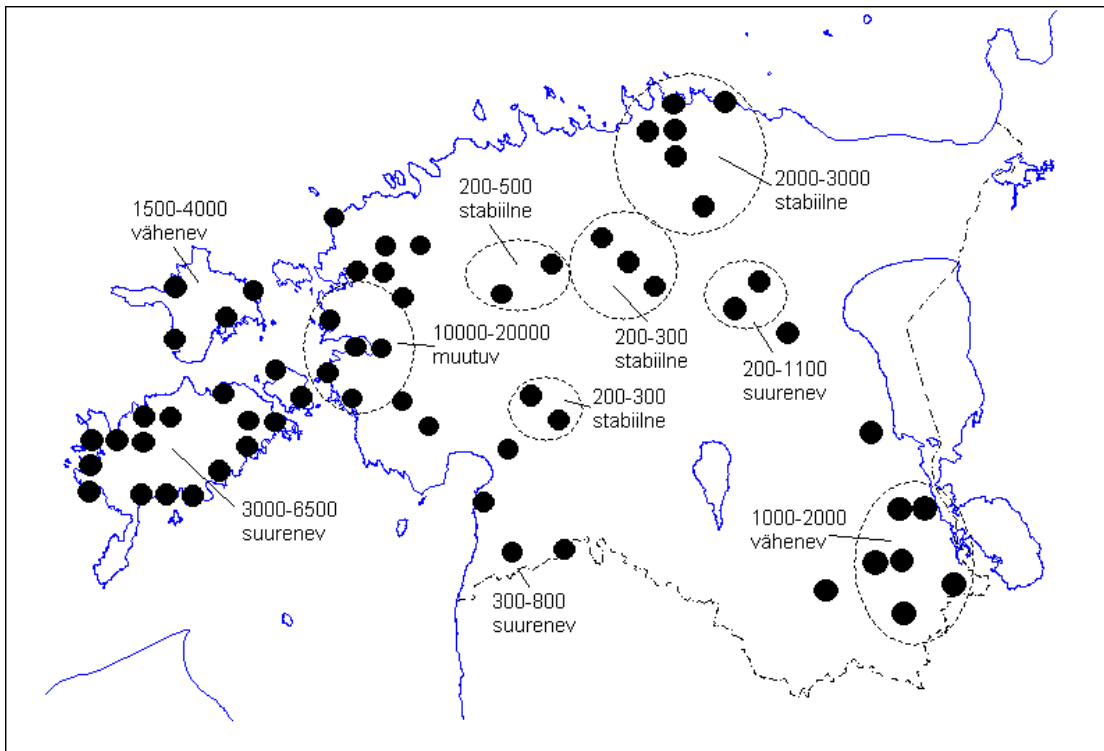 2000-3000
stabiilne
200-500
stabiilne
1500-4000
vähenev
10000-20000
muutuv
200-300
stabiilne
200-1100
suurenev
200-300
stabiilne
3000-6500
suurenev
1000-2000
vähenev
300-800
suurenev